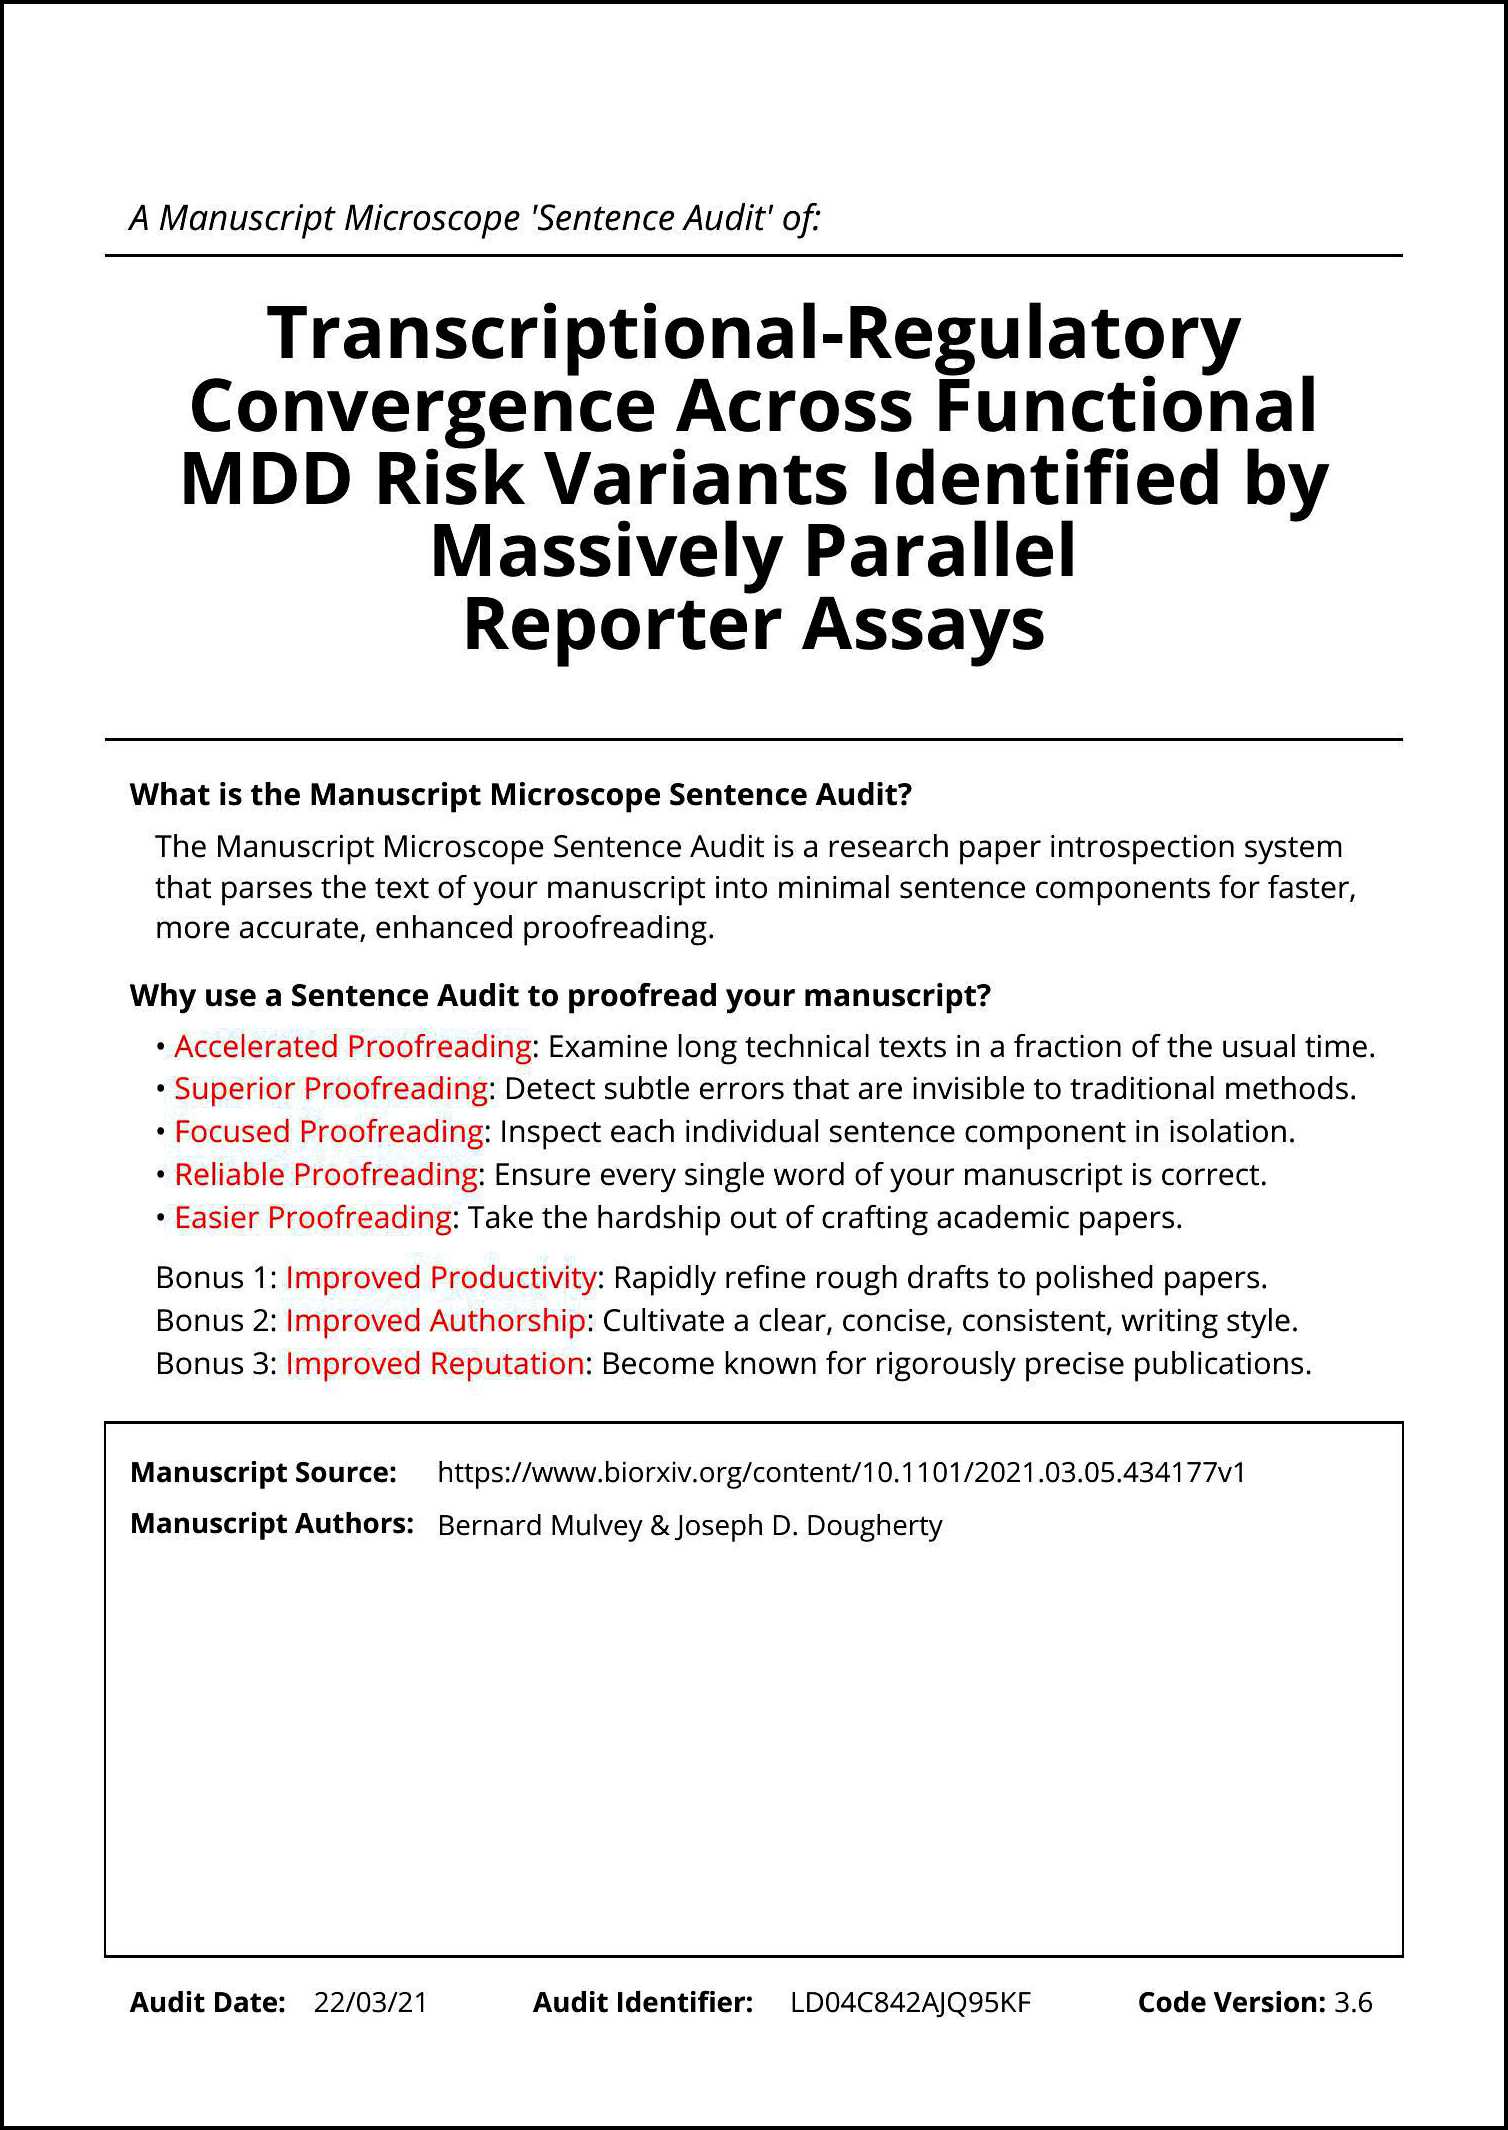 A Manuscript Microscope 'Sentence Audit' of:
Transcriptional-Regulatory
Convergence Across Functional
MDD Risk Variants Identified by
Massively Parallel
Reporter Assays
What is the Manuscript Microscope Sentence Audit?
The Manuscript Microscope Sentence Audit is a research paper introspection system
that parses the text of your manuscript into minimal sentence components for faster,
more accurate, enhanced proofreading.
Why use a Sentence Audit to proofread your manuscript?
• Accelerated Proofreading: Examine long technical texts in a fraction of the usual time.
• Superior Proofreading: Detect subtle errors that are invisible to traditional methods.
• Focused Proofreading: Inspect each individual sentence component in isolation.
• Reliable Proofreading: Ensure every single word of your manuscript is correct.
• Easier Proofreading: Take the hardship out of crafting academic papers.
Bonus 1: Improved Productivity: Rapidly refine rough drafts to polished papers.
Bonus 2: Improved Authorship: Cultivate a clear, concise, consistent, writing style.
Bonus 3: Improved Reputation: Become known for rigorously precise publications.
Manuscript Source: https://www.biorxiv.org/content/10.1101/2021.03.05.434177v1
Manuscript Authors: Bernard Mulvey & Joseph D. Dougherty
Audit Date: 22/03/21 Audit Identifier: LD04C842AJQ95KF Code Version: 3.6